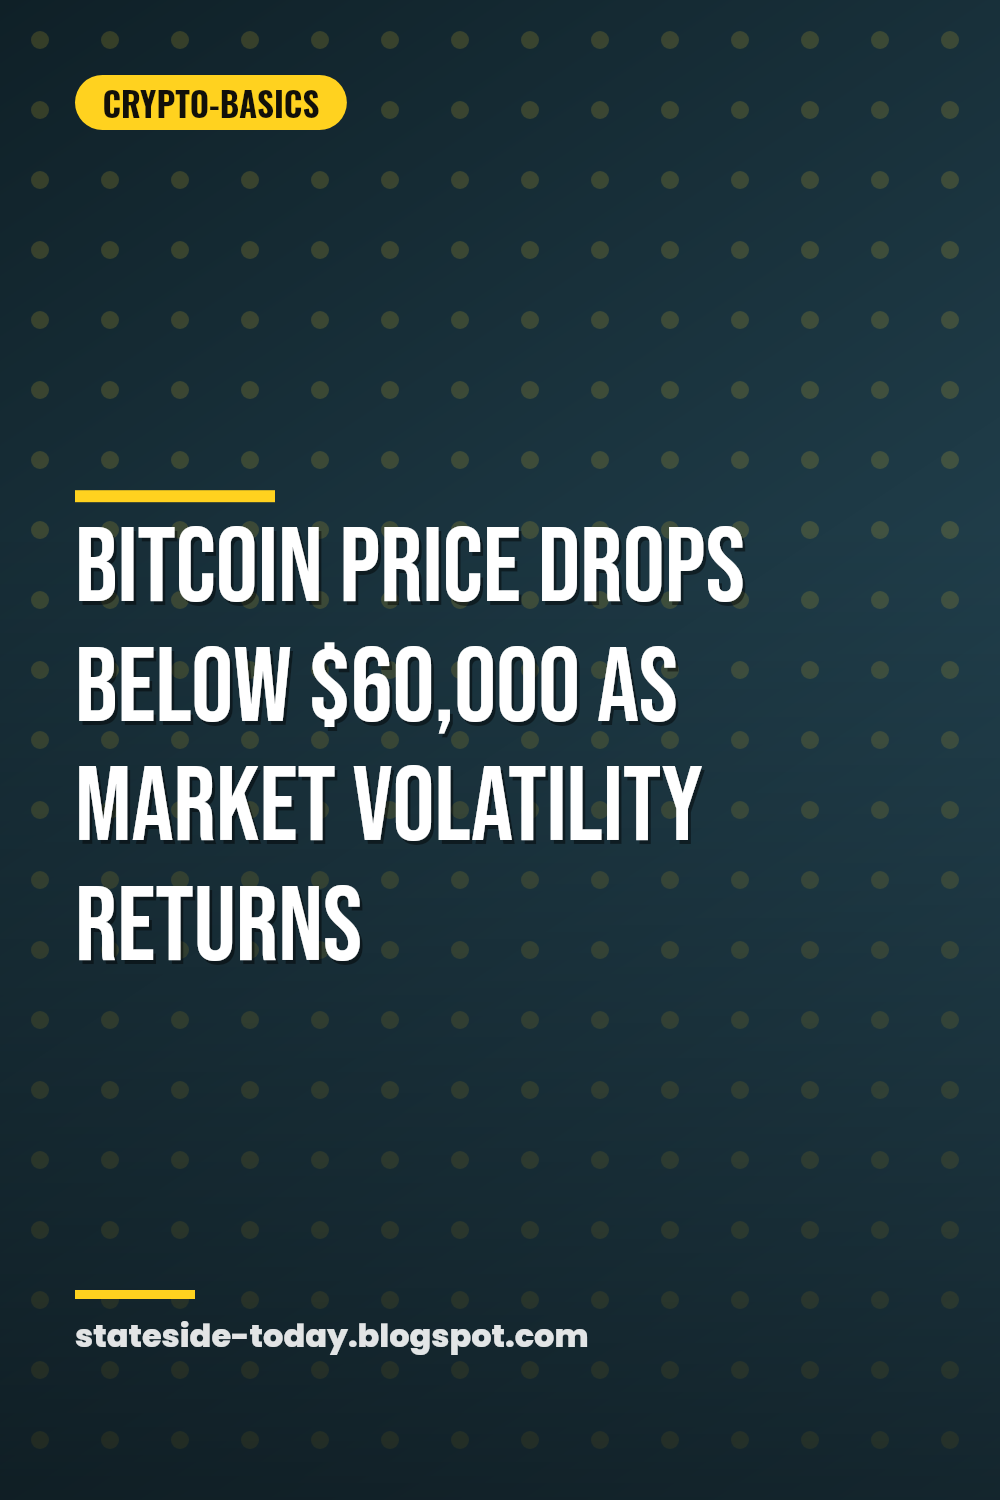 CRYPTO-BASICS
BITCOIN PRICE DROPS
BELOW $60,000 AS
MARKET VOLATILITY
RETURNS
stateside-today.blogspot.com